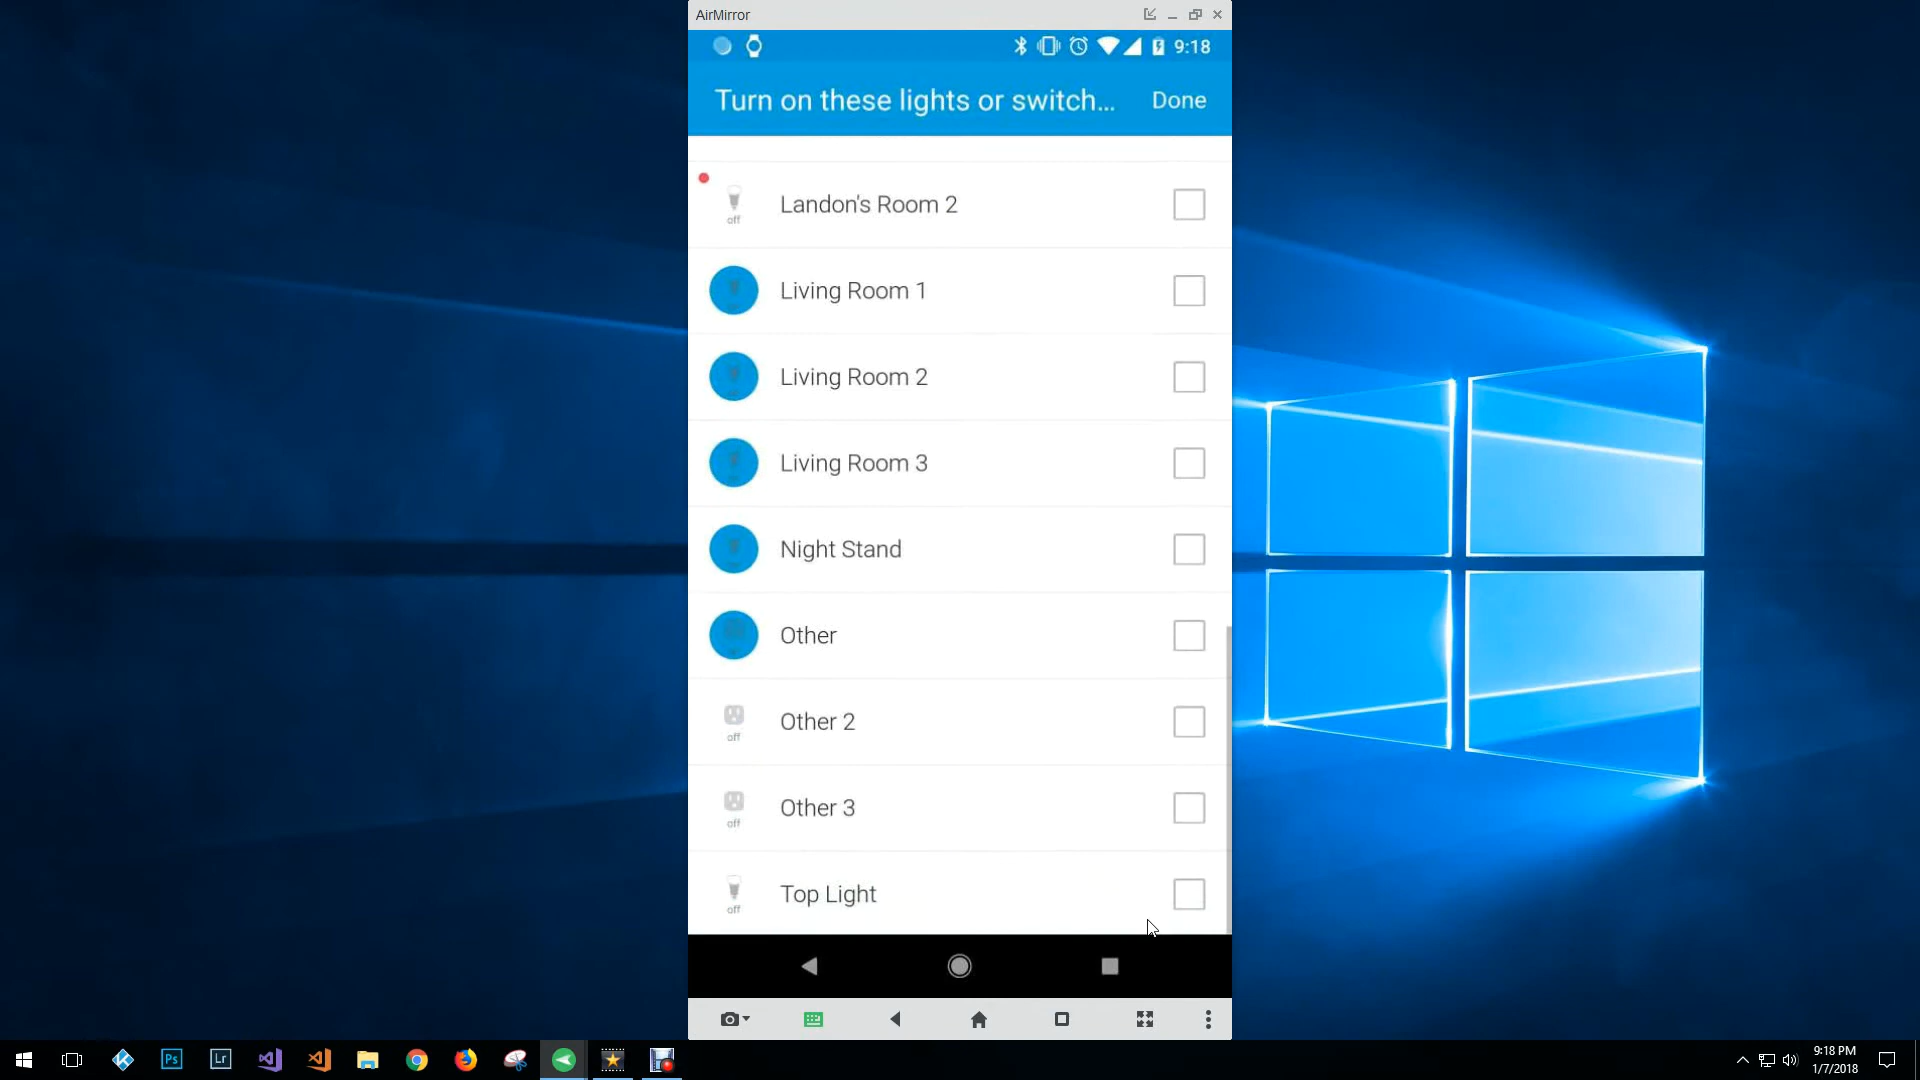 AirMirror
9:18
Turn on these lights or switch... Done
off
Landon's Room 2
Living Room 1
Living Room 2
Living Room 3
Night Stand
Other
off
Other 2
off
Other 3
off
Top Light
Ps
Lr
9:18 PM
1/7/2018